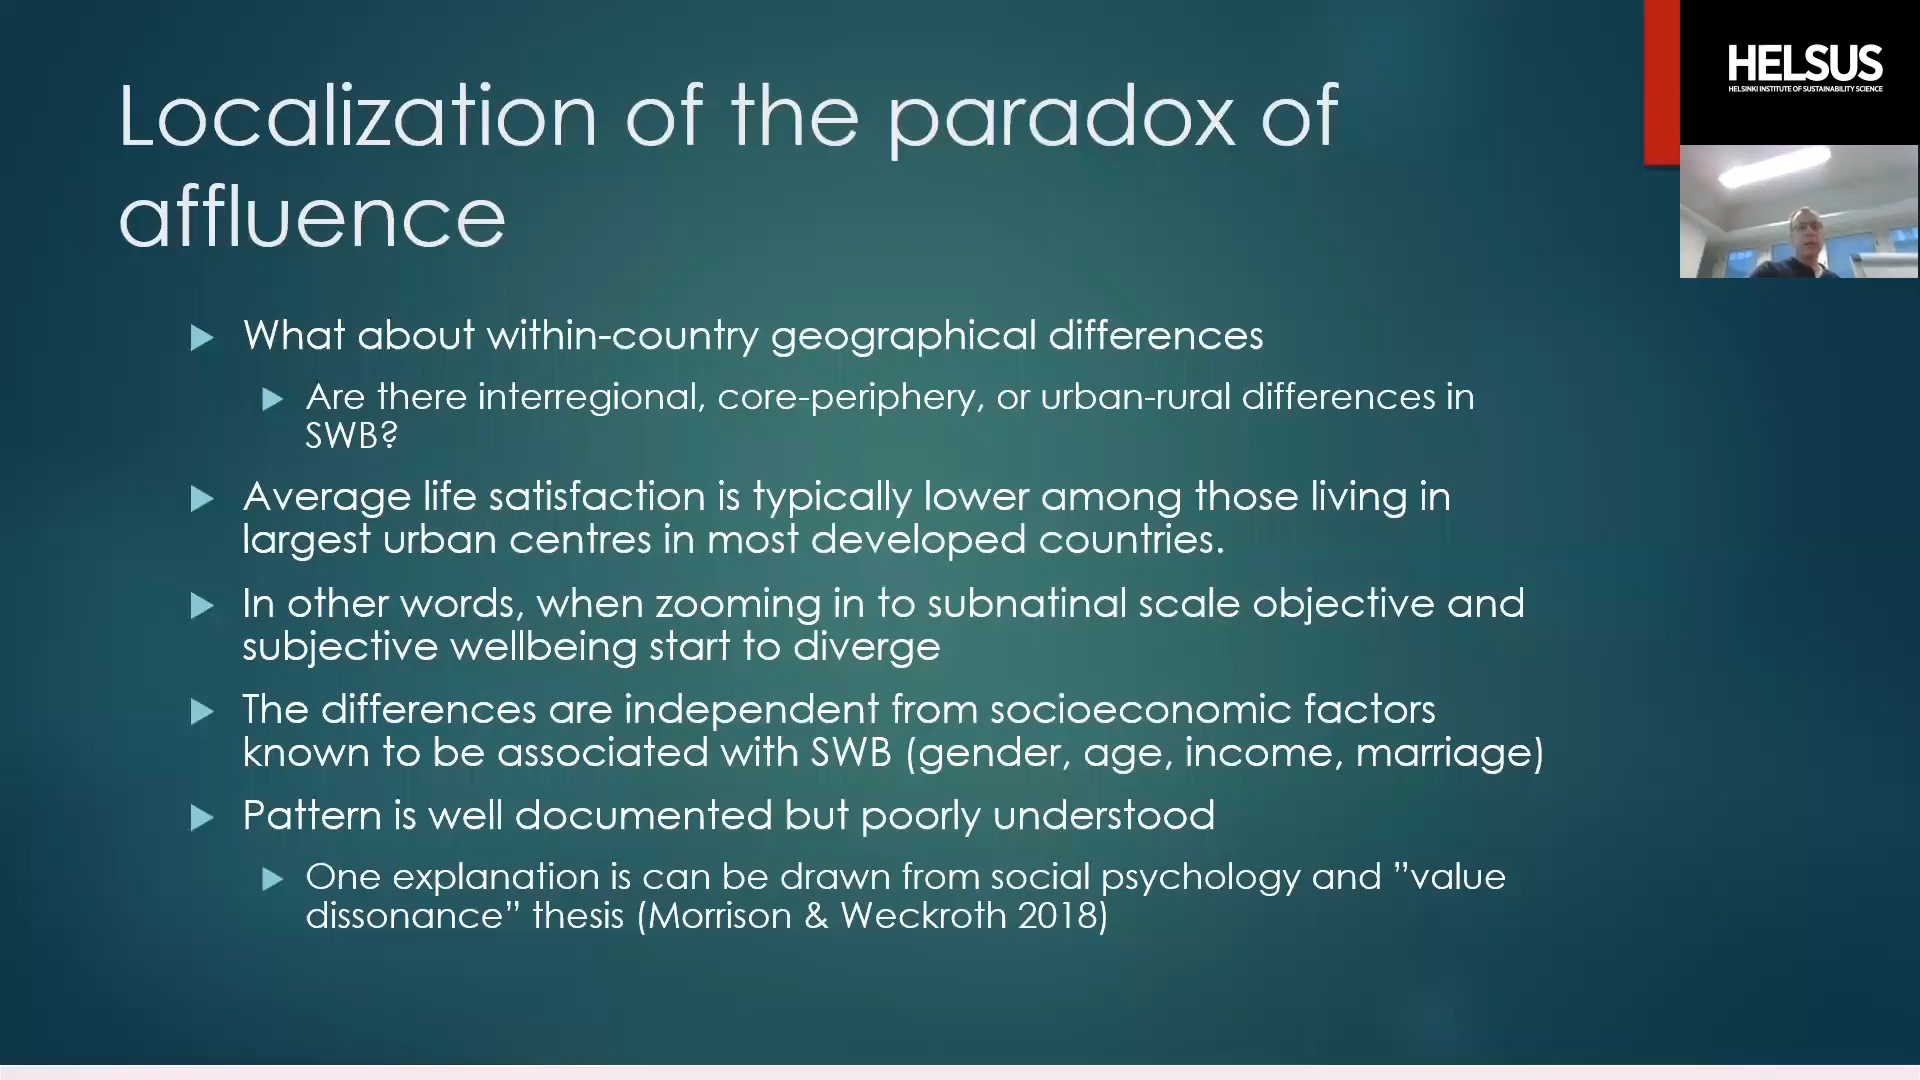 Localization of the paradox of
affluence
What about within-country geographical differences
Are there interregional, core-periphery, or urban-rural differences in
SWB?
Average life satisfaction is typically lower among those living in
largest urban centres in most developed countries.
In other words, when zooming in to subnatinal scale objective and
subjective wellbeing start to diverge
The differences are independent from socioeconomic factors
known to be associated with SWB (gender, age, income, marriage)
Pattern is well documented but poorly understood
One explanation is can be drawn from social psychology and ”value
dissonance” thesis (Morrison & Weckroth 2018)
HELSUS
HELSINKI INSTITUTE OF SUSTAINABILITY SCIENCE